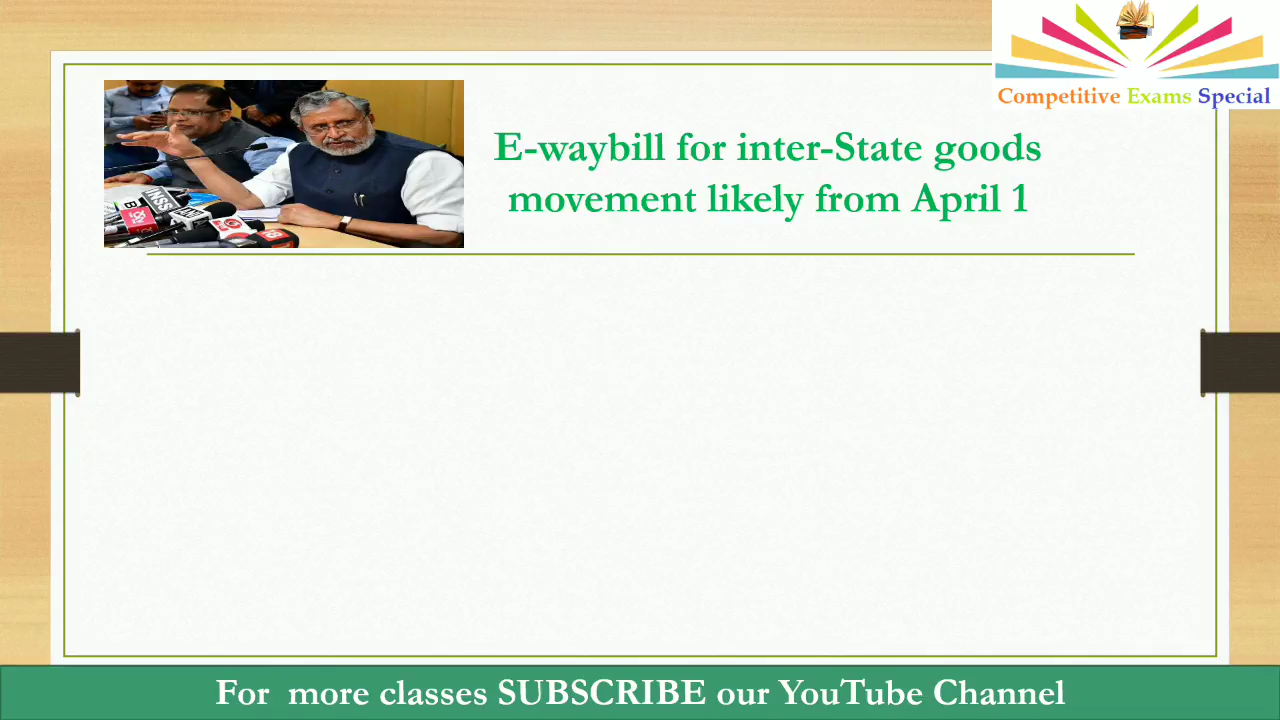 Competitive Exams Special
E-waybill for inter-State goods
movement likely from April 1
For  more classes SUBSCRIBE our YouTube Channel